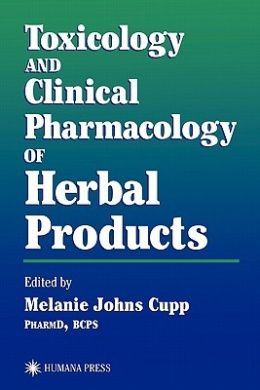 Toxicology
AND
Clinical
Pharmacology
OF
Herbal
Products
Edited by
Melanie Johns Cupp
PHARMD, BCPS
HUMANA PRESS